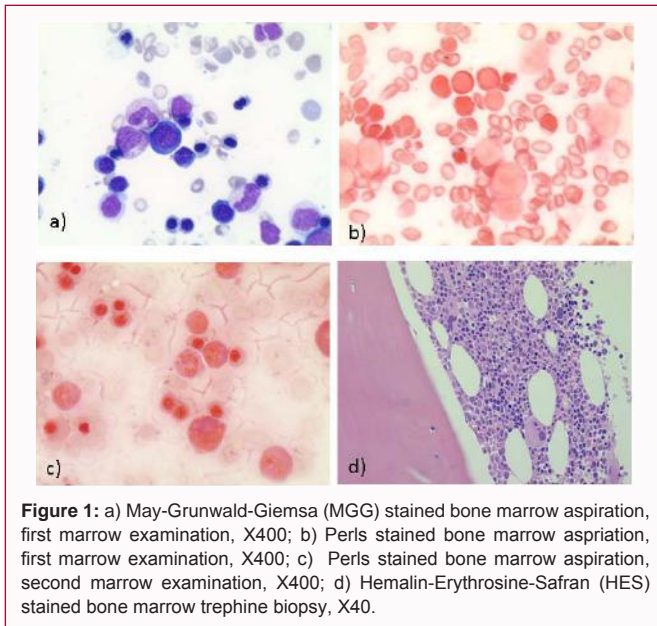 a)
b)
c)
d)
Figure 1: a) May-Grunwald-Giemsa (MGG) stained bone marrow aspiration,
first marrow examination, X400; b) Perls stained bone marrow aspriation,
first marrow examination, X400; c) Perls stained bone marrow aspiration,
second marrow examination, X400; d) Hemalin-Erythrosine-Safran (HES)
stained bone marrow trephine biopsy, X40.